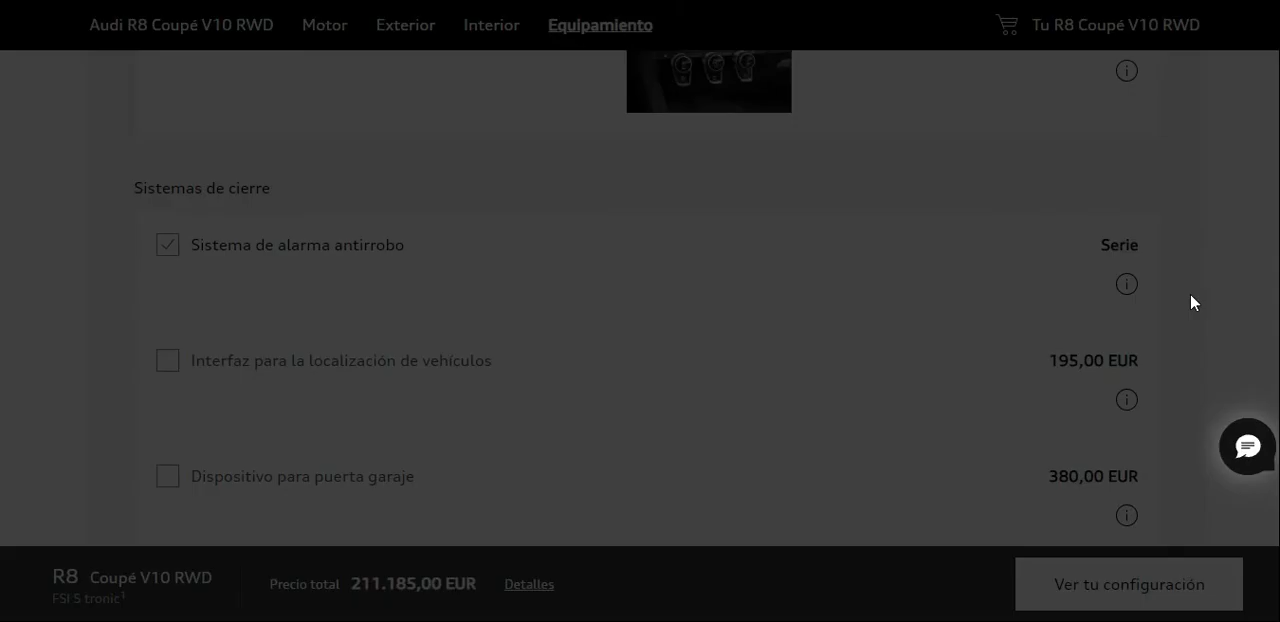 Audi R8 Coupé V10 RWD Motor Exterior Interior Equipamiento Tu R8 Coupé V10 RWD
Sistemas de cierre
Sistema de alarma antirrobo Serie
Interfaz para la localización de vehículos 195,00 EUR
Dispositivo para puerta garaje 380,00 EUR
R8 Coupé V10 RWD
FSI S tronic¹
Precio total 211.185,00 EUR Detalles
Ver tu configuración